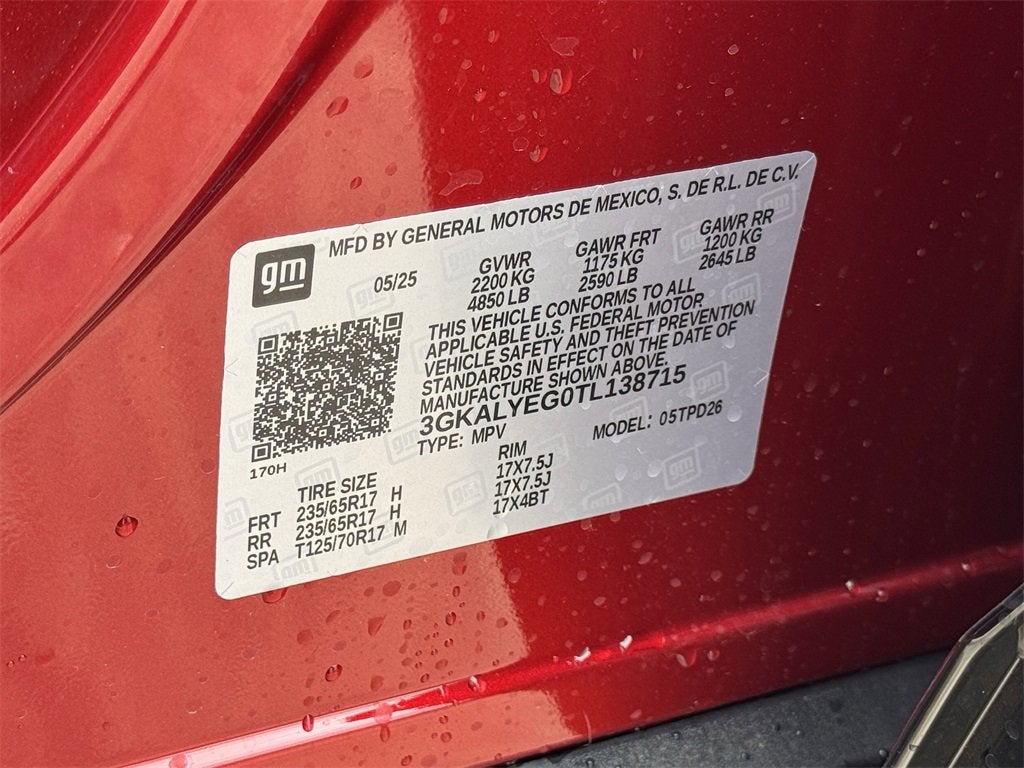 MFD BY GENERAL MOTORS DE MEXICO, S. DE R.L. DE C.V.
gm
05/25
GVWR GAWR FRT GAWR RR
2200 KG 1175 KG 1200 KG
4850 LB 2590 LB 2645 LB
THIS VEHICLE CONFORMS TO ALL
APPLICABLE U.S. FEDERAL MOTOR
VEHICLE SAFETY AND THEFT PREVENTION
STANDARDS IN EFFECT ON THE DATE OF
MANUFACTURE SHOWN ABOVE.
3GKALYEG0TL138715
TYPE: MPV MODEL: 05TPD26
170H
TIRE SIZE RIM
FRT 235/65R17 H 17X7.5J
RR 235/65R17 H 17X7.5J
SPA T125/70R17 M 17X4BT